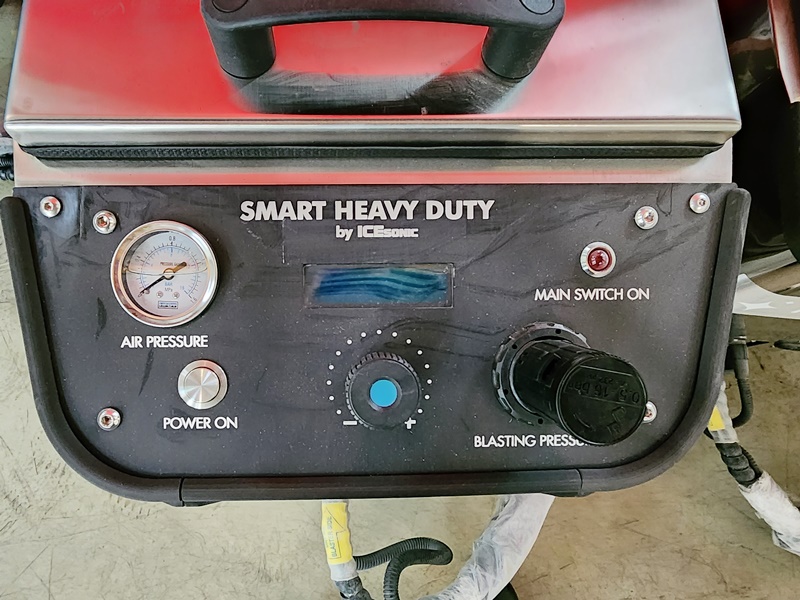 SMART HEAVY DUTY
by ICEsonic
MAIN SWITCH ON
AIR PRESSURE
POWER ON
- +
BLASTING PRESSU